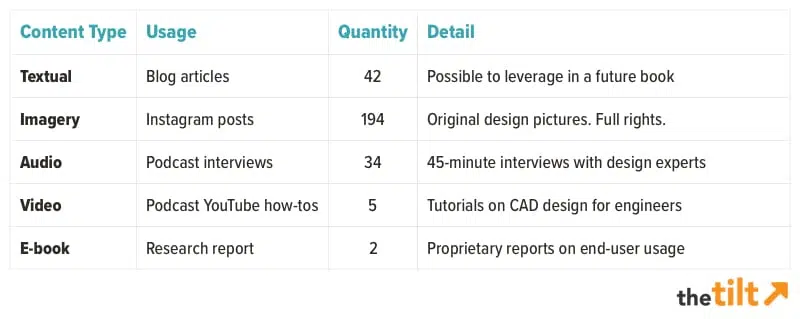 Content Type Usage Quantity Detail
Textual Blog articles 42 Possible to leverage in a future book
Imagery Instagram posts 194 Original design pictures. Full rights.
Audio Podcast interviews 34 45-minute interviews with design experts
Video Podcast YouTube how-tos 5 Tutorials on CAD design for engineers
E-book Research report 2 Proprietary reports on end-user usage
thetilt